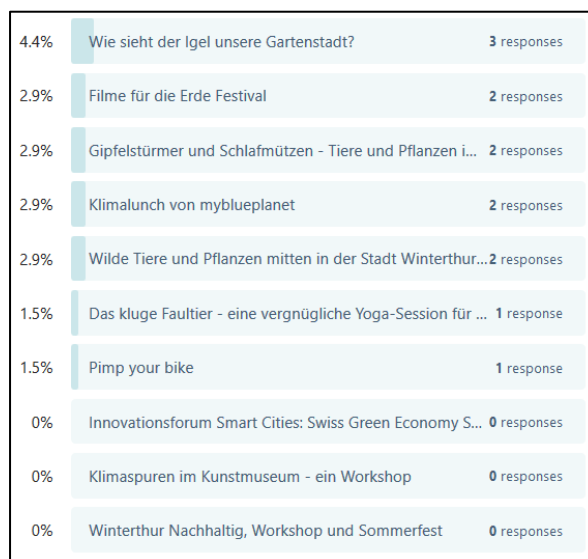 4.4% Wie sieht der Igel unsere Gartenstadt? 3 responses
2.9% Filme für die Erde Festival 2 responses
2.9% Gipfelstürmer und Schlafmützen - Tiere und Pflanzen i... 2 responses
2.9% Klimalunch von myblueplanet 2 responses
2.9% Wilde Tiere und Pflanzen mitten in der Stadt Winterthur... 2 responses
1.5% Das kluge Faultier - eine vergnügliche Yoga-Session für ... 1 response
1.5% Pimp your bike 1 response
0% Innovationsforum Smart Cities: Swiss Green Economy S... 0 responses
0% Klimaspuren im Kunstmuseum - ein Workshop 0 responses
0% Winterthur Nachhaltig, Workshop und Sommerfest 0 responses